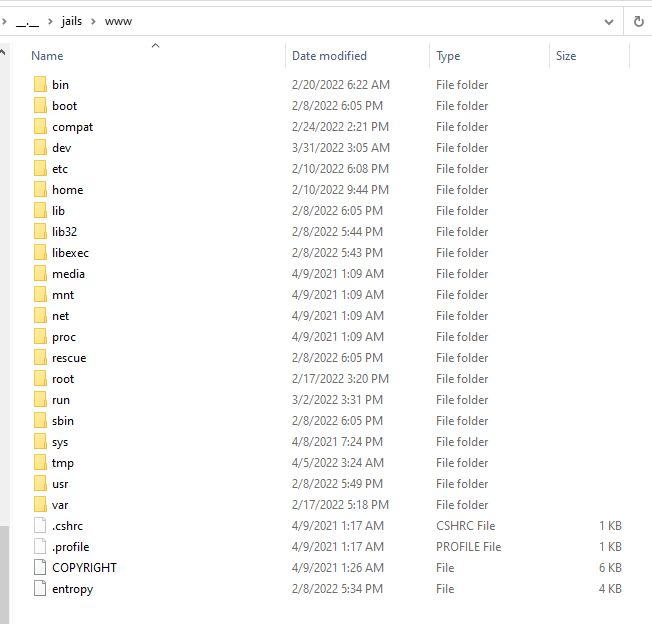 __.__ > jails > www
Name Date modified Type Size
bin 2/20/2022 6:22 AM File folder
boot 2/8/2022 6:05 PM File folder
compat 2/24/2022 2:21 PM File folder
dev 3/31/2022 3:05 AM File folder
etc 2/10/2022 6:08 PM File folder
home 2/10/2022 9:44 PM File folder
lib 2/8/2022 6:05 PM File folder
lib32 2/8/2022 5:44 PM File folder
libexec 2/8/2022 5:43 PM File folder
media 4/9/2021 1:09 AM File folder
mnt 4/9/2021 1:09 AM File folder
net 4/9/2021 1:09 AM File folder
proc 4/9/2021 1:09 AM File folder
rescue 2/8/2022 6:05 PM File folder
root 2/17/2022 3:20 PM File folder
run 3/2/2022 3:31 PM File folder
sbin 2/8/2022 6:05 PM File folder
sys 4/8/2021 7:24 PM File folder
tmp 4/5/2022 3:24 AM File folder
usr 2/8/2022 5:49 PM File folder
var 2/17/2022 5:18 PM File folder
.cshrc 4/9/2021 1:17 AM CSHRC File 1 KB
.profile 4/9/2021 1:17 AM PROFILE File 1 KB
COPYRIGHT 4/9/2021 1:26 AM File 6 KB
entropy 2/8/2022 5:34 PM File 4 KB